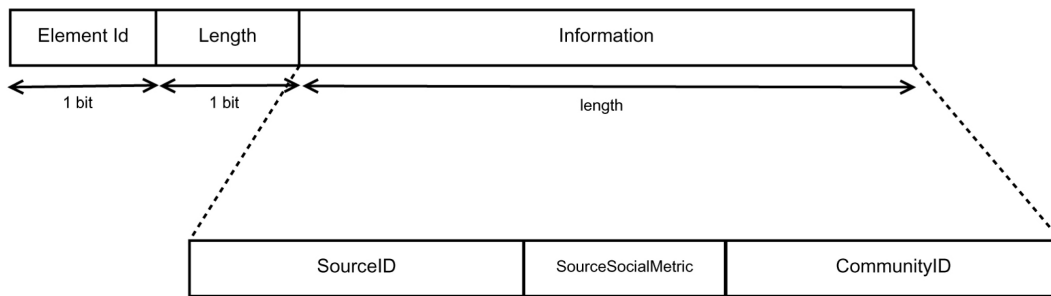 Element Id Length Information
1 bit 1 bit length
SourceID SourceSocialMetric CommunityID